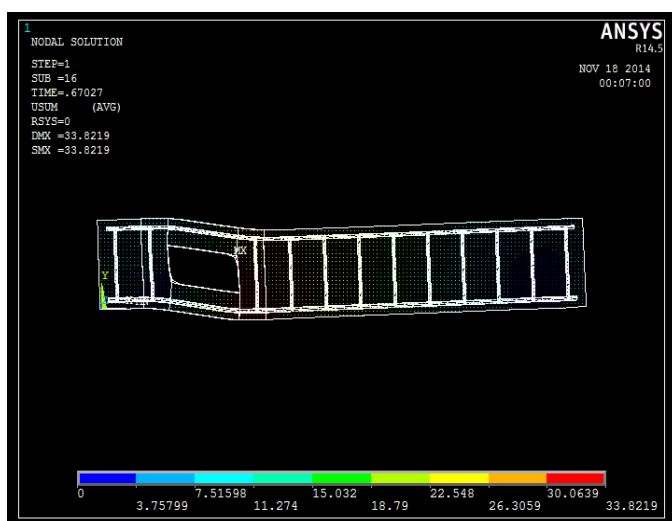 1
NODAL SOLUTION
STEP=1
SUB =16
TIME=.67027
USUM (AVG)
RSYS=0
DMX =33.8219
SMX =33.8219
ANSYS
R14.5
NOV 18 2014
00:07:00
MX
Y
0
3.75799
7.51598
11.274
15.032
18.79
22.548
26.3059
30.0639
33.8219